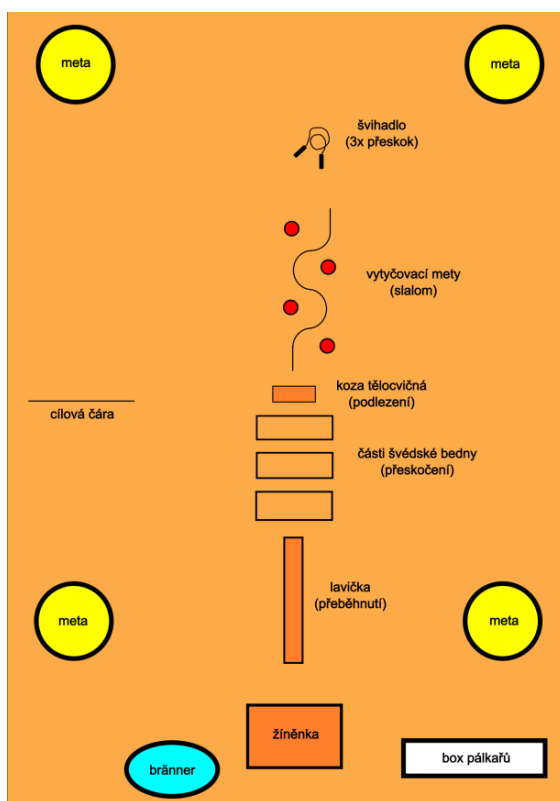 meta
meta
švihadlo
(3x přeskok)
vytyčovací mety
(slalom)
koza tělocvičná
(podlezení)
cílová čára
části švédské bedny
(přeskočení)
lavička
(přeběhnutí)
meta
meta
žíněnka
box pálkařů
bränner